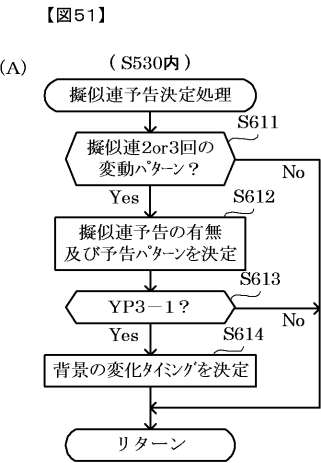 【図51】
(A)
(S530内)
擬似連予告決定処理
S611
擬似連2or3回の
変動ﾊﾟﾀｰﾝ?
No
Yes
S612
擬似連予告の有無
及び予告ﾊﾟﾀｰﾝを決定
S613
YP3－1?
No
Yes
S614
背景の変化ﾀｲﾐﾝｸﾞを決定
リターン